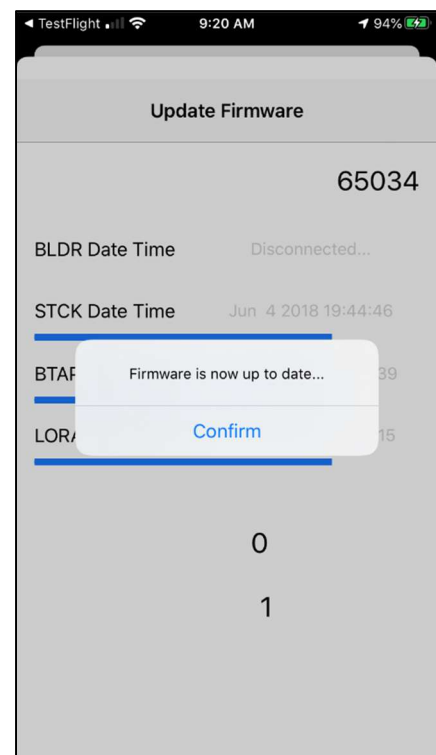 TestFlight 9:20 AM 94%
Update Firmware
65034
BLDR Date Time Disconnected...
STCK Date Time Jun 4 2018 19:44:46
Firmware is now up to date...
39
Confirm
15
0
1